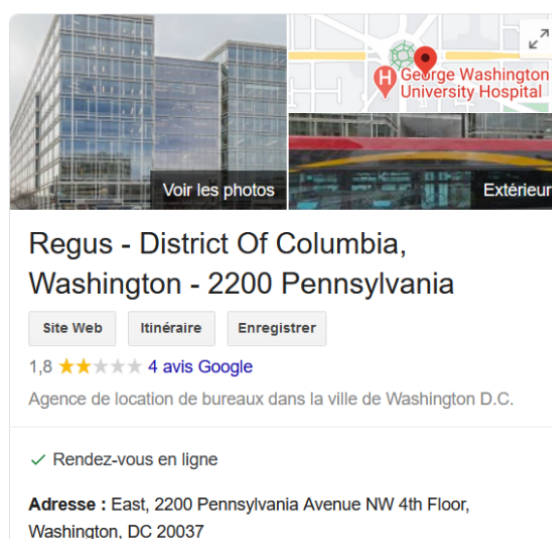 George Washington
University Hospital
Voir les photos
Extérieur
Regus - District Of Columbia,
Washington - 2200 Pennsylvania
Site Web
Itinéraire
Enregistrer
1,8 4 avis Google
Agence de location de bureaux dans la ville de Washington D.C.
Rendez-vous en ligne
Adresse : East, 2200 Pennsylvania Avenue NW 4th Floor,
Washington, DC 20037